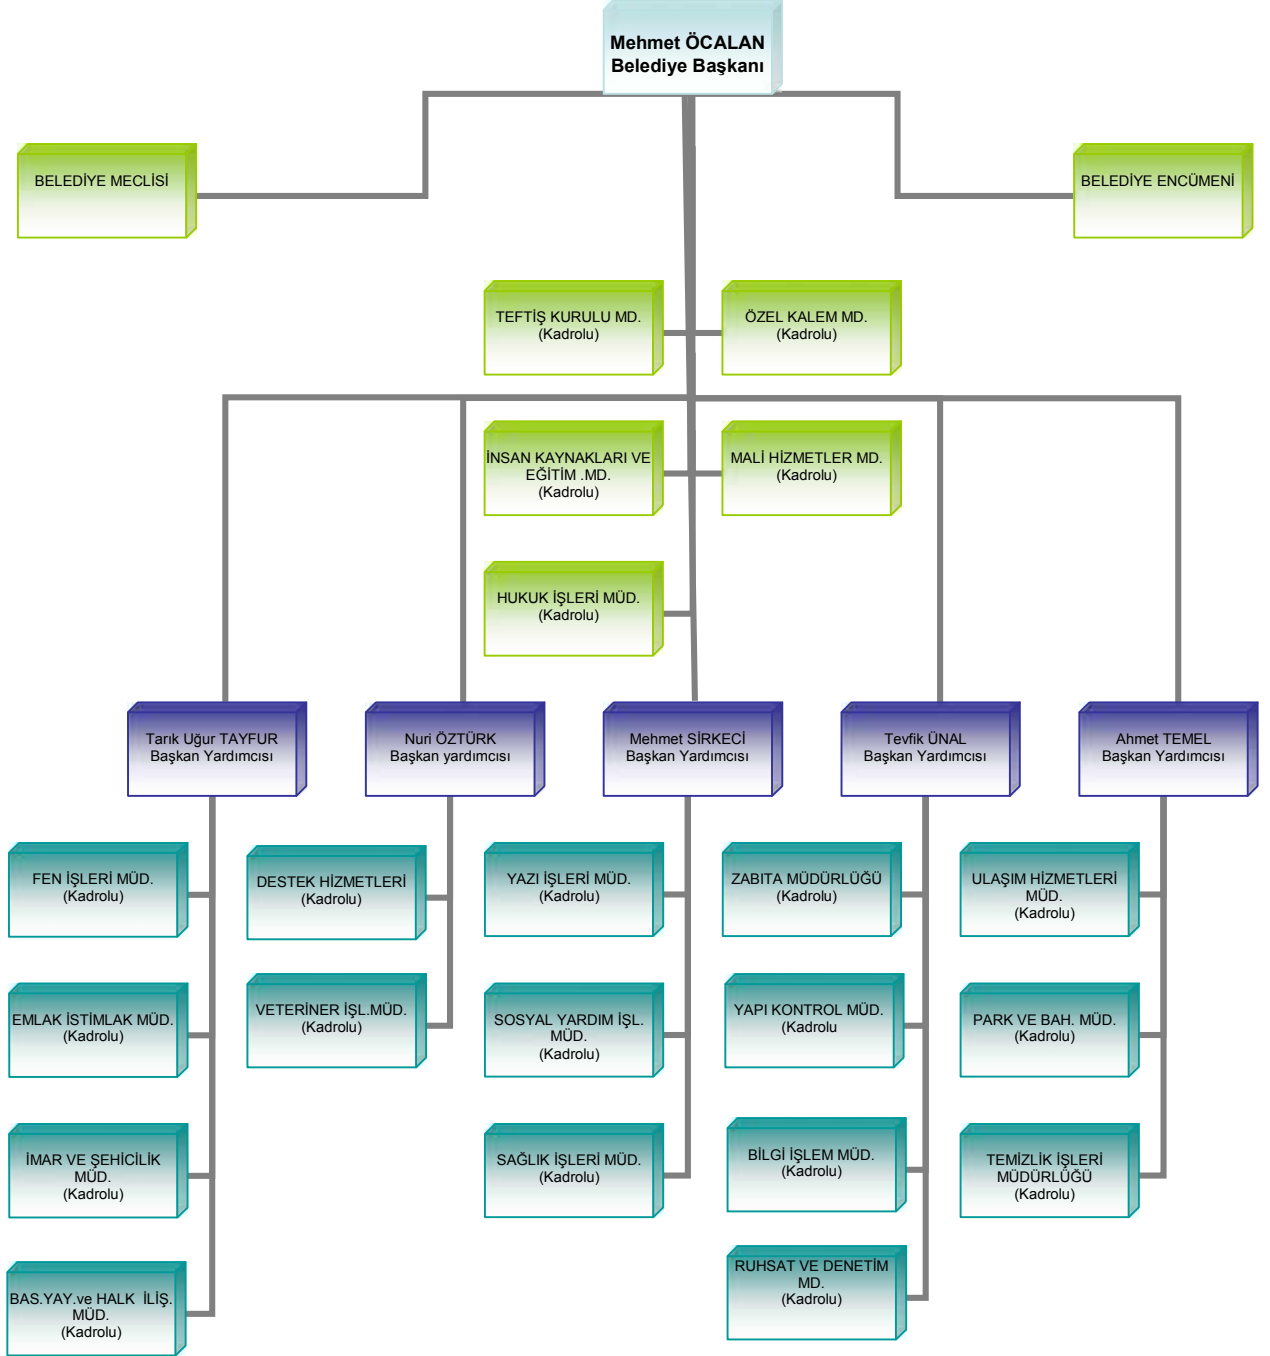 Mehmet ÖCALAN
Belediye Başkanı
BELEDİYE MECLİSİ
BELEDİYE ENCÜMENİ
TEFTİŞ KURULU MD.
(Kadrolu)
ÖZEL KALEM MD.
(Kadrolu)
İNSAN KAYNAKLARI VE
EĞİTİM .MD.
(Kadrolu)
MALİ HİZMETLER MD.
(Kadrolu)
HUKUK İŞLERİ MÜD.
(Kadrolu)
Tarık Uğur TAYFUR
Başkan Yardımcısı
Nuri ÖZTÜRK
Başkan yardımcısı
Mehmet SİRKECİ
Başkan Yardımcısı
Tevfik ÜNAL
Başkan Yardımcısı
Ahmet TEMEL
Başkan Yardımcısı
FEN İŞLERİ MÜD.
(Kadrolu)
DESTEK HİZMETLERİ
(Kadrolu)
YAZI İŞLERİ MÜD.
(Kadrolu)
ZABITA MÜDÜRLÜĞÜ
(Kadrolu)
ULAŞIM HİZMETLERİ
MÜD.
(Kadrolu)
EMLAK İSTİMLAK MÜD.
(Kadrolu)
VETERİNER İŞL.MÜD.
(Kadrolu)
SOSYAL YARDIM İŞL.
MÜD.
(Kadrolu)
YAPI KONTROL MÜD.
(Kadrolu
PARK VE BAH. MÜD.
(Kadrolu)
İMAR VE ŞEHİCİLİK
MÜD.
(Kadrolu)
SAĞLIK İŞLERİ MÜD.
(Kadrolu)
BİLGİ İŞLEM MÜD.
(Kadrolu)
TEMİZLİK İŞLERİ
MÜDÜRLÜĞÜ
(Kadrolu)
BAS.YAY.ve HALK İLİŞ.
MÜD.
(Kadrolu)
RUHSAT VE DENETİM
MD.
(Kadrolu)